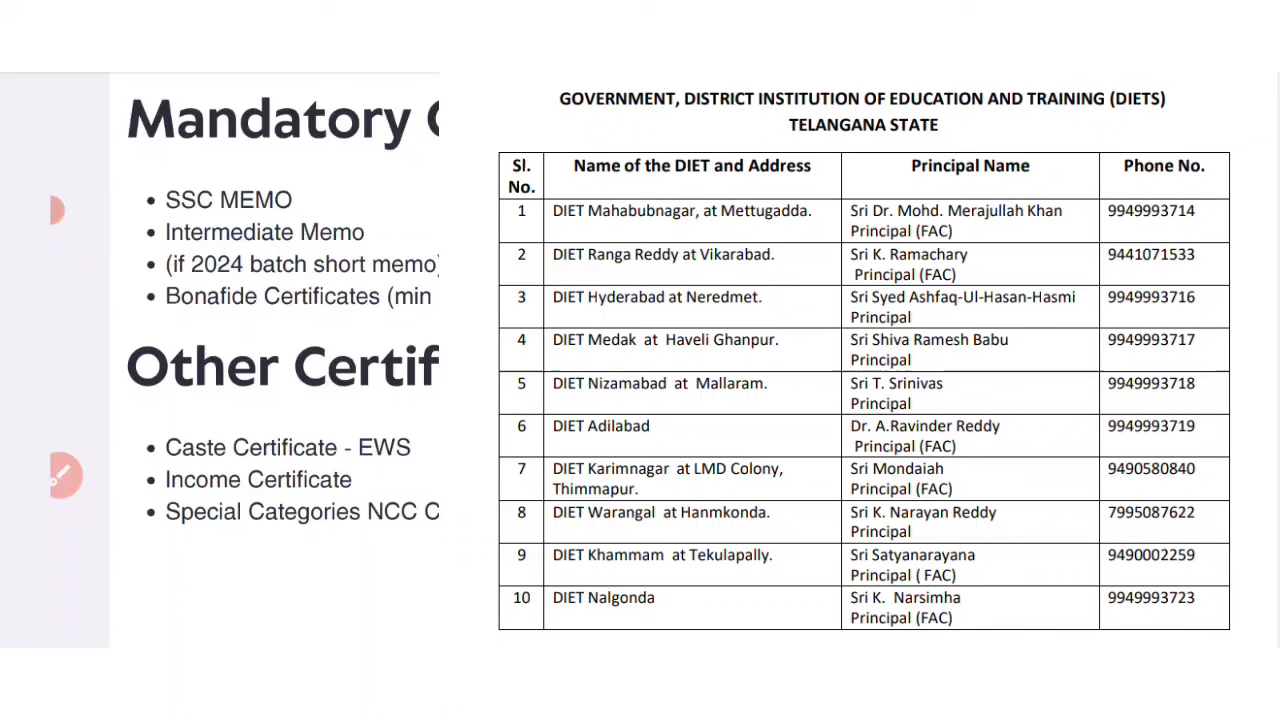 Mandatory
SSC MEMO
Intermediate Memo
(if 2024 batch short memo)
Bonafide Certificates (min
Other Certif
Caste Certificate - EWS
Income Certificate
Special Categories NCC C
GOVERNMENT, DISTRICT INSTITUTION OF EDUCATION AND TRAINING (DIETS)
TELANGANA STATE
Sl. No. Name of the DIET and Address Principal Name Phone No.
1 DIET Mahabubnagar, at Mettugadda. Sri Dr. Mohd. Merajullah Khan 9949993714
Principal (FAC)
2 DIET Ranga Reddy at Vikarabad. Sri K. Ramachary 9441071533
Principal (FAC)
3 DIET Hyderabad at Neredmet. Sri Syed Ashfaq-Ul-Hasan-Hasmi 9949993716
Principal
4 DIET Medak at Haveli Ghanpur. Sri Shiva Ramesh Babu 9949993717
Principal
5 DIET Nizamabad at Mallaram. Sri T. Srinivas 9949993718
Principal
6 DIET Adilabad Dr. A.Ravinder Reddy 9949993719
Principal (FAC)
7 DIET Karimnagar at LMD Colony, Sri Mondaiah 9490580840
Thimmapur. Principal (FAC)
8 DIET Warangal at Hanmkonda. Sri K. Narayan Reddy 7995087622
Principal
9 DIET Khammam at Tekulapally. Sri Satyanarayana 9490002259
Principal ( FAC)
10 DIET Nalgonda Sri K. Narsimha 9949993723
Principal (FAC)